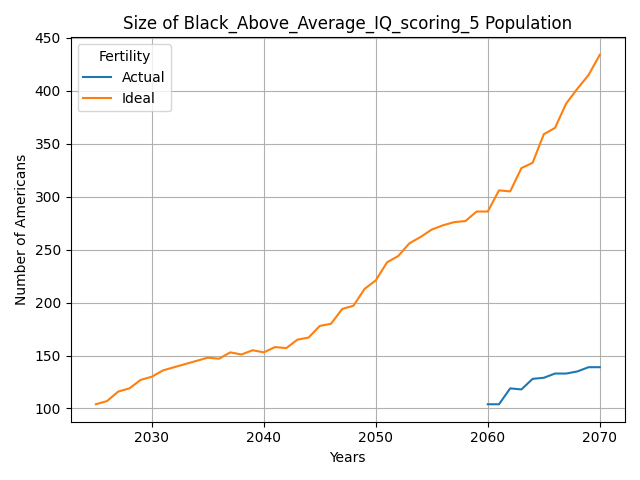 Size of Black_Above_Average_IQ_scoring_5 Population
Fertility
Actual
Ideal
450
400
350
300
250
200
150
100
Number of Americans
2030
2040
2050
2060
2070
Years